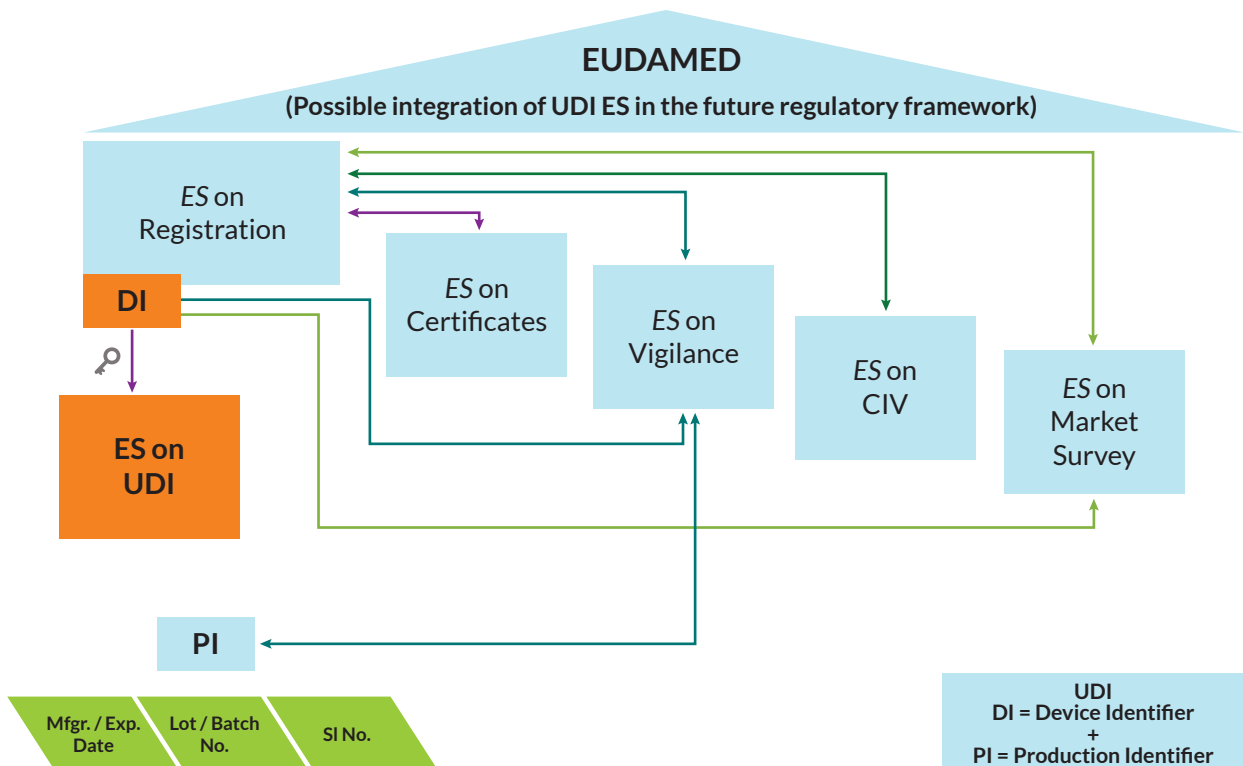 EUDAMED
(Possible integration of UDI ES in the future regulatory framework)
ES on
Registration
DI
ES on
Certificates
ES on
Vigilance
ES on
CIV
ES on
Market
Survey
ES on
UDI
PI
Mfgr. / Exp.
Date
Lot / Batch
No.
SI No.
UDI
DI = Device Identifier
+
PI = Production Identifier